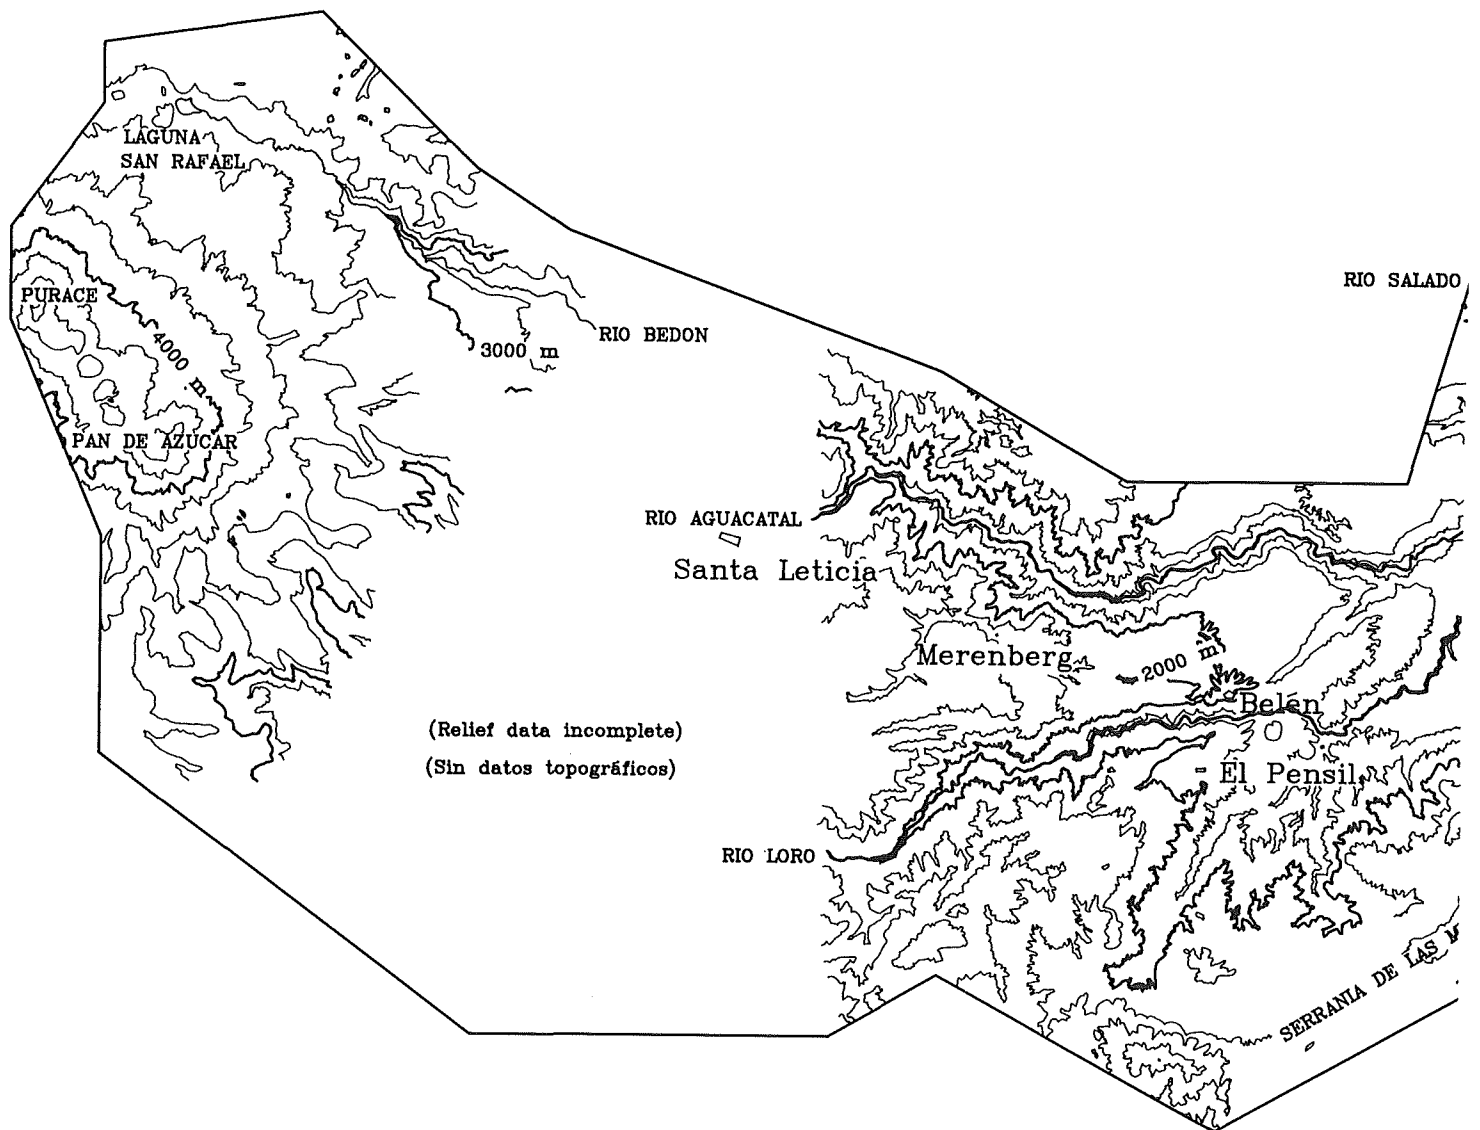 LAGUNA
SAN RAFAEL
RIO SALADO
PURACE
RIO BEDON
4000 m
3000 m
PAN DE AZUCAR
RIO AGUACATAL
Santa Leticia
Merenberg
2000 m
Belén
(Relief data incomplete)
(Sin datos topográficos)
El Pensil
RIO LORO
SERRANIA DE LAS M